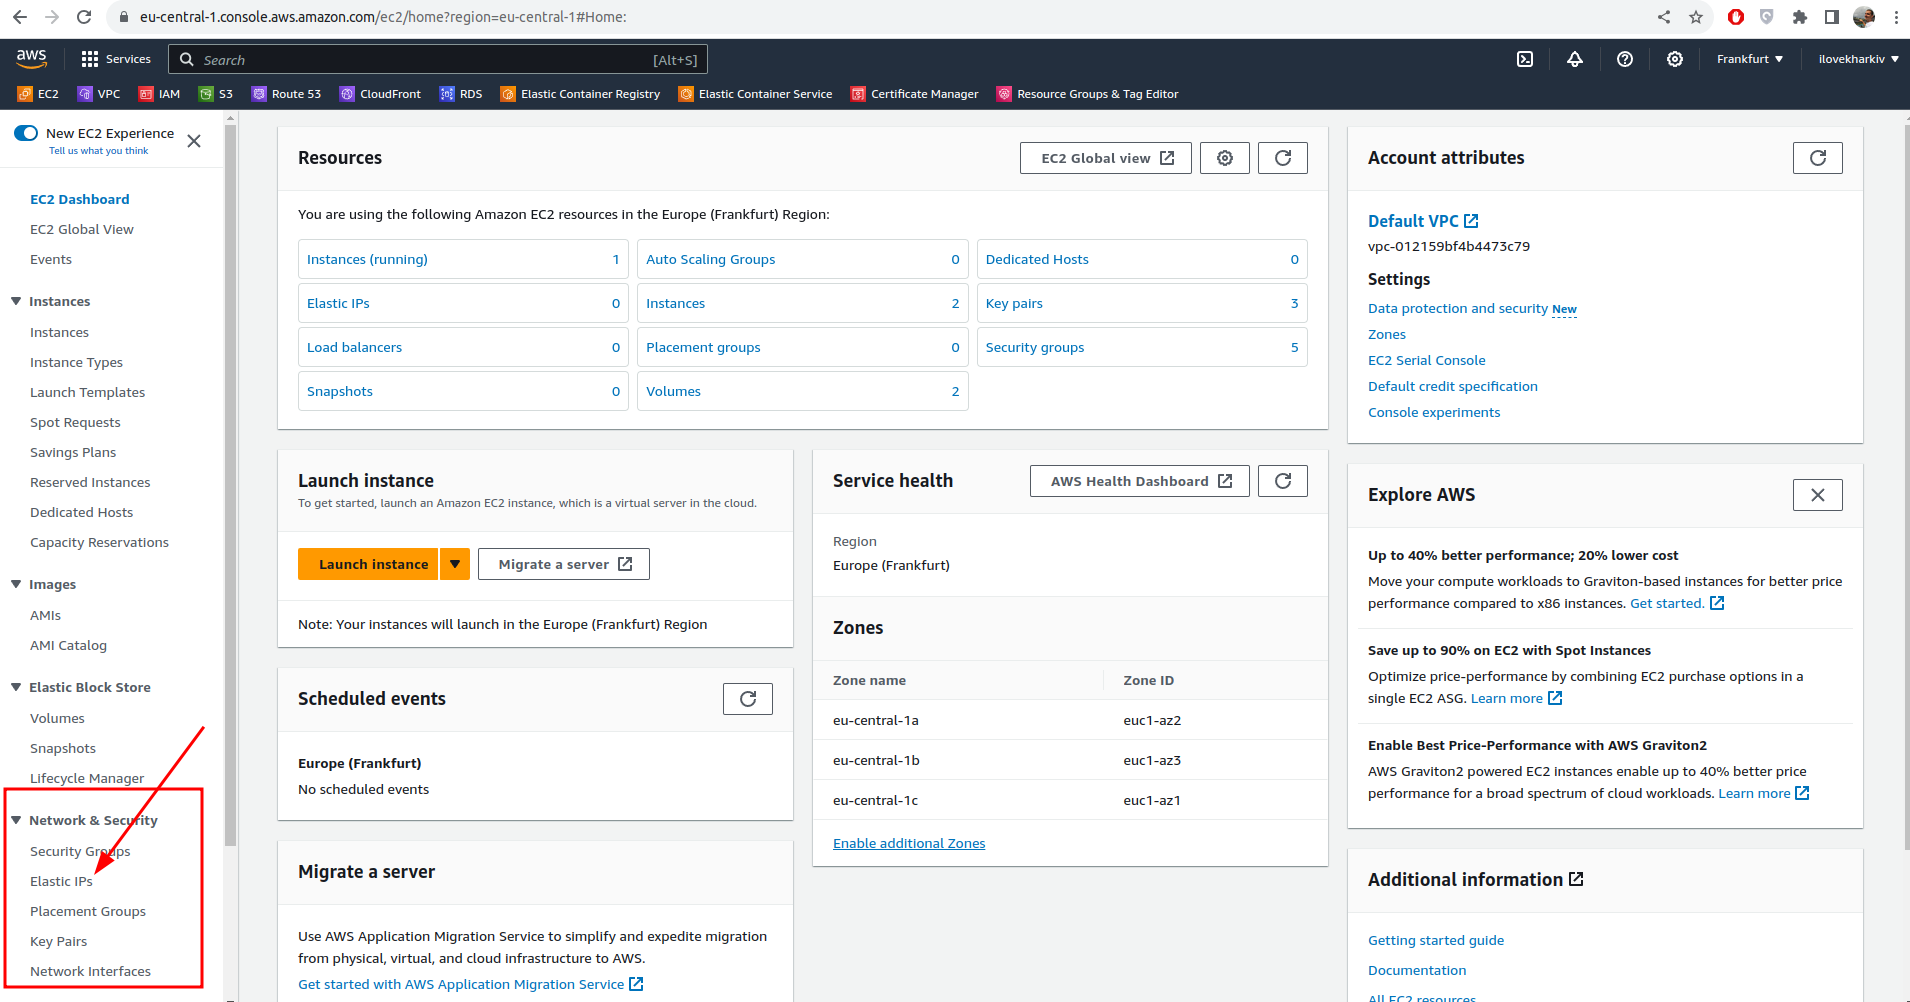 eu-central-1.console.aws.amazon.com/ec2/home?region=eu-central-1#Home:
aws
Services
Search
[Alt+S]
Frankfurt
ilovekharkiv
EC2
VPC
IAM
S3
Route 53
CloudFront
RDS
Elastic Container Registry
Elastic Container Service
Certificate Manager
Resource Groups & Tag Editor
New EC2 Experience
Tell us what you think
EC2 Dashboard
EC2 Global View
Events
Instances
Instances
Instance Types
Launch Templates
Spot Requests
Savings Plans
Reserved Instances
Dedicated Hosts
Capacity Reservations
Images
AMIs
AMI Catalog
Elastic Block Store
Volumes
Snapshots
Lifecycle Manager
Network & Security
Security Groups
Elastic IPs
Placement Groups
Key Pairs
Network Interfaces
Resources
EC2 Global view
You are using the following Amazon EC2 resources in the Europe (Frankfurt) Region:
Instances (running) 1
Auto Scaling Groups 0
Dedicated Hosts 0
Elastic IPs 0
Instances 2
Key pairs 3
Load balancers 0
Placement groups 0
Security groups 5
Snapshots 0
Volumes 2
Launch instance
To get started, launch an Amazon EC2 instance, which is a virtual server in the cloud.
Launch instance
Migrate a server
Note: Your instances will launch in the Europe (Frankfurt) Region
Scheduled events
Europe (Frankfurt)
No scheduled events
Migrate a server
Use AWS Application Migration Service to simplify and expedite migration
from physical, virtual, and cloud infrastructure to AWS.
Get started with AWS Application Migration Service
Service health
AWS Health Dashboard
Region
Europe (Frankfurt)
Zones
Zone name Zone ID
eu-central-1a euc1-az2
eu-central-1b euc1-az3
eu-central-1c euc1-az1
Enable additional Zones
Account attributes
Default VPC
vpc-012159bf4b4473c79
Settings
Data protection and security New
Zones
EC2 Serial Console
Default credit specification
Console experiments
Explore AWS
Up to 40% better performance; 20% lower cost
Move your compute workloads to Graviton-based instances for better price
performance compared to x86 instances. Get started.
Save up to 90% on EC2 with Spot Instances
Optimize price-performance by combining EC2 purchase options in a
single EC2 ASG. Learn more
Enable Best Price-Performance with AWS Graviton2
AWS Graviton2 powered EC2 instances enable up to 40% better price
performance for a broad spectrum of cloud workloads. Learn more
Additional information
Getting started guide
Documentation
All EC2 resources